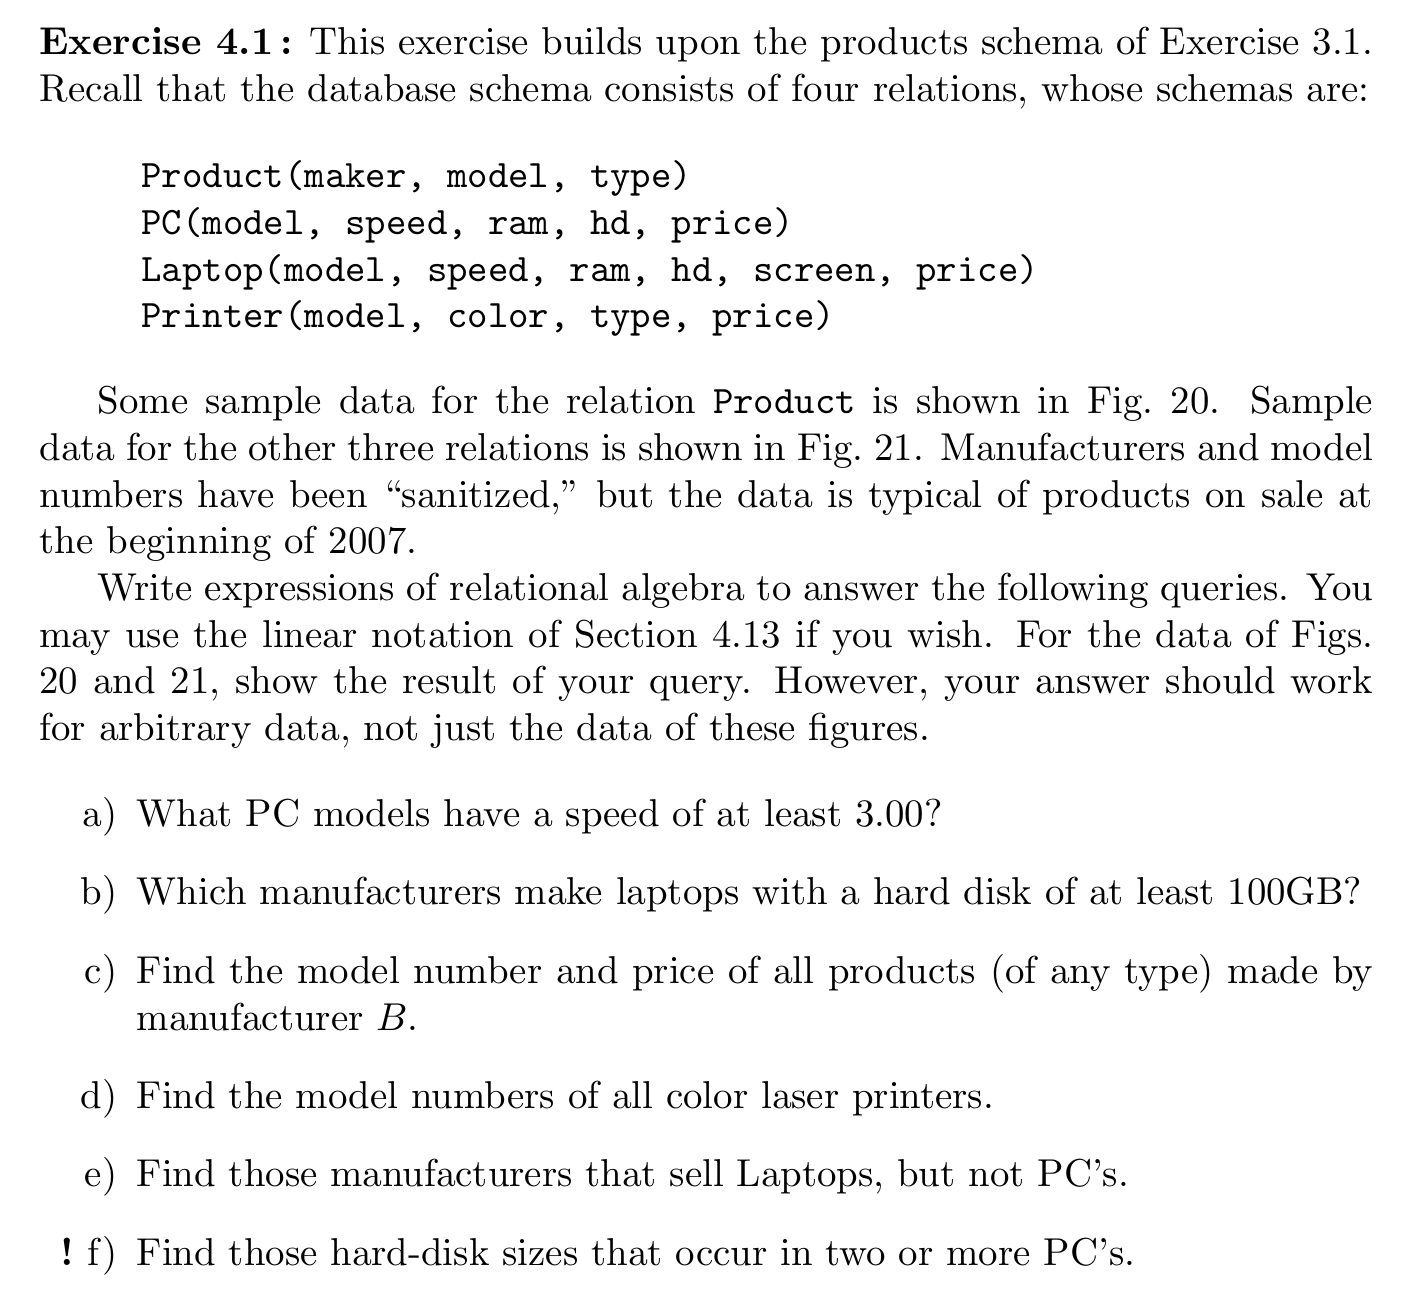 Exercise 4.1: This exercise builds upon the products schema of Exercise 3.1.
Recall that the database schema consists of four relations, whose schemas are:
Product(maker, model, type)
PC(model, speed, ram, hd, price)
Laptop(model, speed, ram, hd, screen, price)
Printer(model, color, type, price)
Some sample data for the relation Product is shown in Fig. 20. Sample
data for the other three relations is shown in Fig. 21. Manufacturers and model
numbers have been “sanitized,” but the data is typical of products on sale at
the beginning of 2007.
Write expressions of relational algebra to answer the following queries. You
may use the linear notation of Section 4.13 if you wish. For the data of Figs.
20 and 21, show the result of your query. However, your answer should work
for arbitrary data, not just the data of these figures.
a) What PC models have a speed of at least 3.00?
b) Which manufacturers make laptops with a hard disk of at least 100GB?
c) Find the model number and price of all products (of any type) made by
manufacturer B.
d) Find the model numbers of all color laser printers.
e) Find those manufacturers that sell Laptops, but not PC’s.
! f) Find those hard-disk sizes that occur in two or more PC’s.